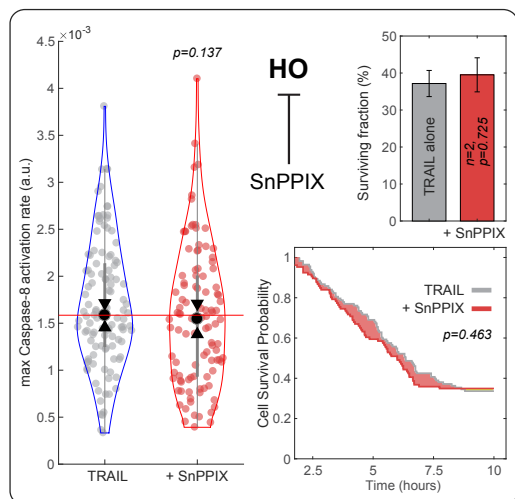 ×10⁻³
4.5
4
3.5
3
2.5
2
1.5
1
0.5
0
max Caspase-8 activation rate (a.u.)
p=0.137
TRAIL
+ SnPPIX
HO
SnPPIX
50
40
30
20
10
0
Surviving fraction (%)
TRAIL alone
n=2,
p=0.725
+ SnPPIX
1
0.8
0.6
0.4
0.2
0
Cell Survival Probability
TRAIL
+ SnPPIX
p=0.463
2.5
5
7.5
10
Time (hours)